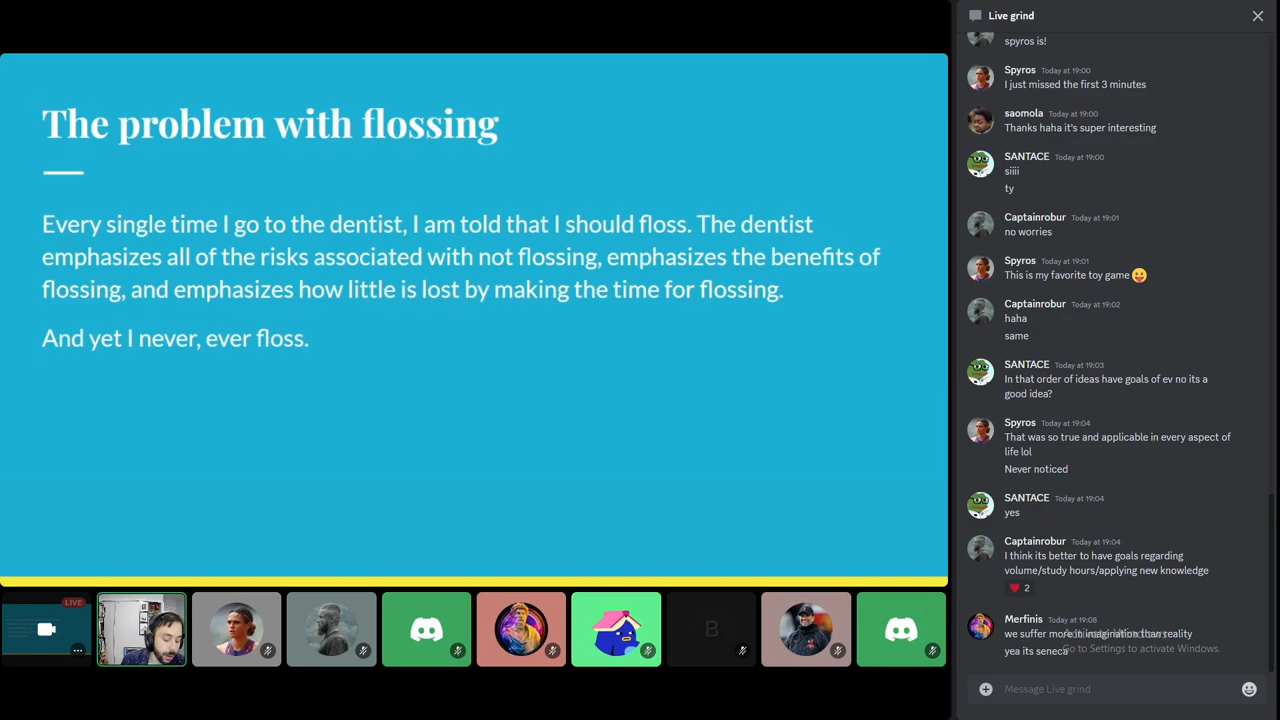 The problem with flossing
Every single time I go to the dentist, I am told that I should floss. The dentist
emphasizes all of the risks associated with not flossing, emphasizes the benefits of
flossing, and emphasizes how little is lost by making the time for flossing.
And yet I never, ever floss.
LIVE
B
Live grind
spyros is!
Spyros Today at 19:00
I just missed the first 3 minutes
saomola Today at 19:00
Thanks haha it's super interesting
SANTACE Today at 19:00
siiii
ty
Captainrobur Today at 19:01
no worries
Spyros Today at 19:01
This is my favorite toy game 😛
Captainrobur Today at 19:02
haha
same
SANTACE Today at 19:03
In that order of ideas have goals of ev no its a
good idea?
Spyros Today at 19:04
That was so true and applicable in every aspect of
life lol
Never noticed
SANTACE Today at 19:04
yes
Captainrobur Today at 19:04
I think its better to have goals regarding
volume/study hours/applying new knowledge
❤️ 2
Merfinis Today at 19:08
we suffer more in imagination than reality
yea its seneca
Activate Windows
Go to Settings to activate Windows.
Message Live grind